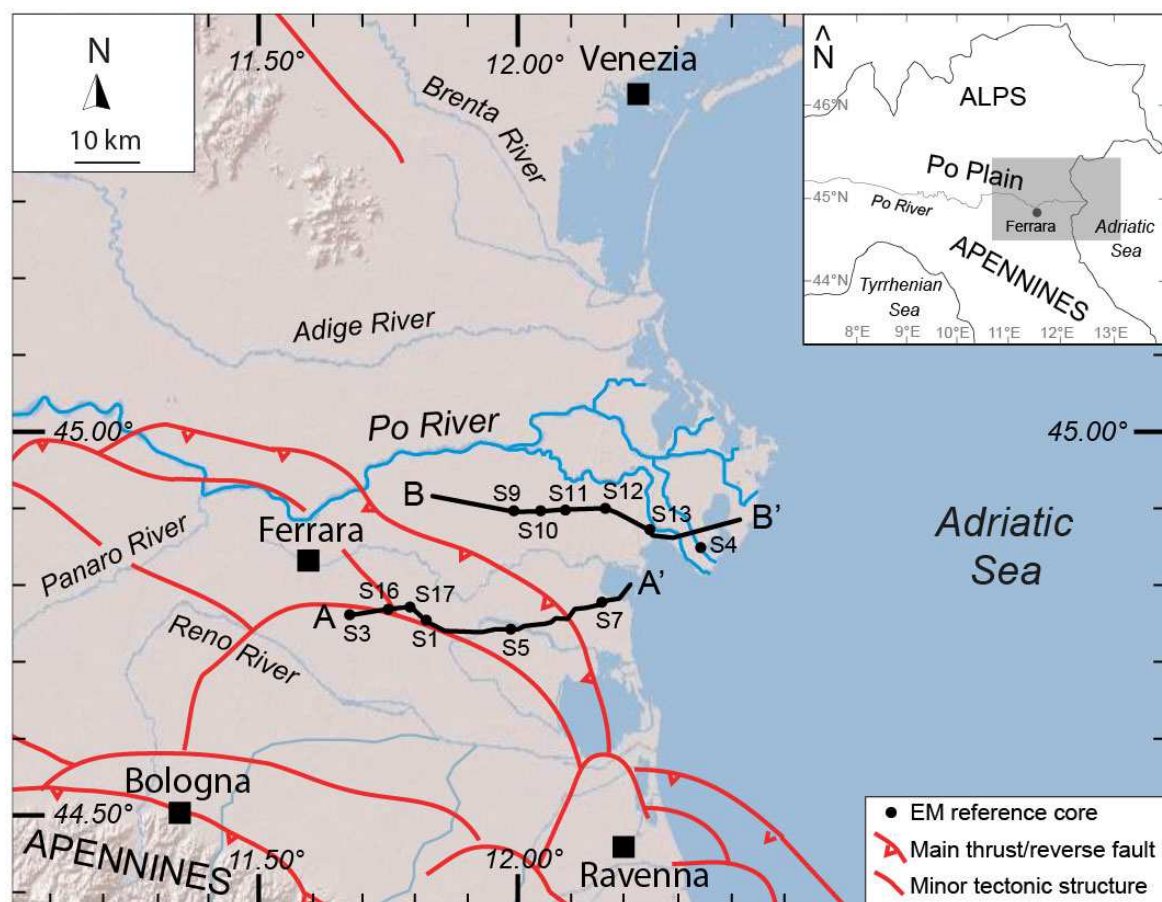 N
10 km
11.50°
12.00°
Venezia
Brenta River
Adige River
Po River
45.00°
45.00°
B
S9
S10
S11
S12
S13
B'
S4
Ferrara
Panaro River
A
S3
S16
S17
S1
S5
S7
A'
Reno River
Adriatic
Sea
Bologna
44.50°
APENNINES
11.50°
12.00°
Ravenna
N
46°N
45°N
44°N
ALPS
Po Plain
Po River
Ferrara
Adriatic
Sea
APENNINES
Tyrrhenian
Sea
8°E 9°E 10°E 11°E 12°E 13°E
EM reference core
Main thrust/reverse fault
Minor tectonic structure